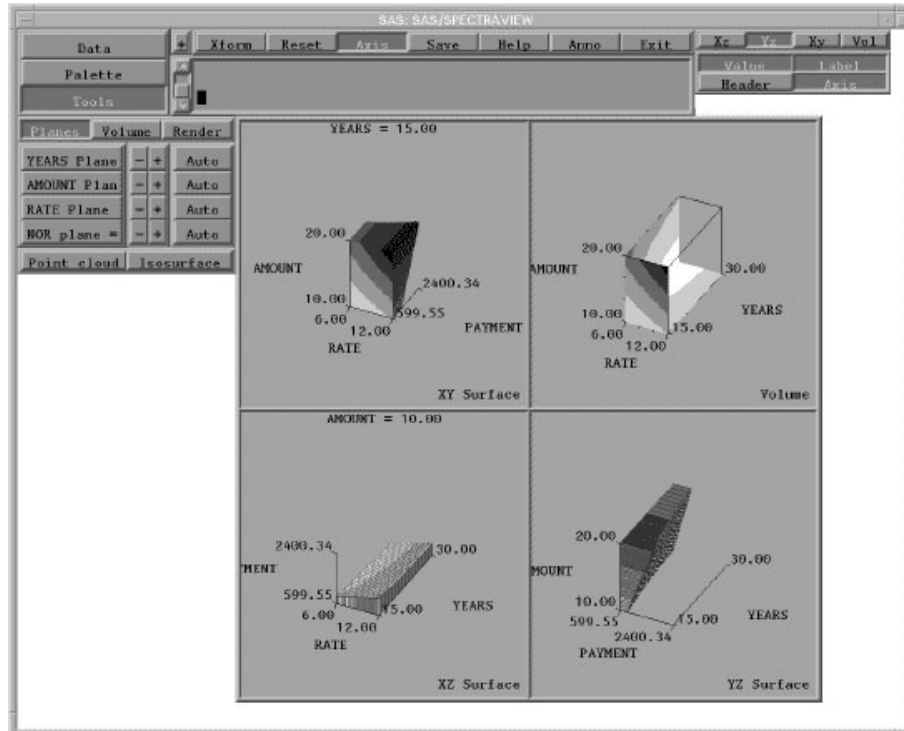 SAS: SAS/SPECTRAVIEW
Data
+ Xform Reset Axis Save Help Anno Exit
Xz Yz Xy Vol
Palette
Value Label
Tools
Header Axis
Planes Volume Render
YEARS Plane - + Auto
AMOUNT Plan - + Auto
RATE Plane - + Auto
NOR plane = - + Auto
Point cloud Isosurface
YEARS = 15.00
20.00
AMOUNT
10.00
6.00
12.00
RATE
2400.34
599.55
PAYMENT
XY Surface
20.00
AMOUNT
10.00
6.00
12.00
RATE
30.00
YEARS
15.00
Volume
AMOUNT = 10.00
2400.34
YMENT
599.55
6.00
12.00
RATE
30.00
15.00
YEARS
XZ Surface
20.00
MOUNT
10.00
599.55
2400.34
PAYMENT
30.00
15.00
YEARS
YZ Surface